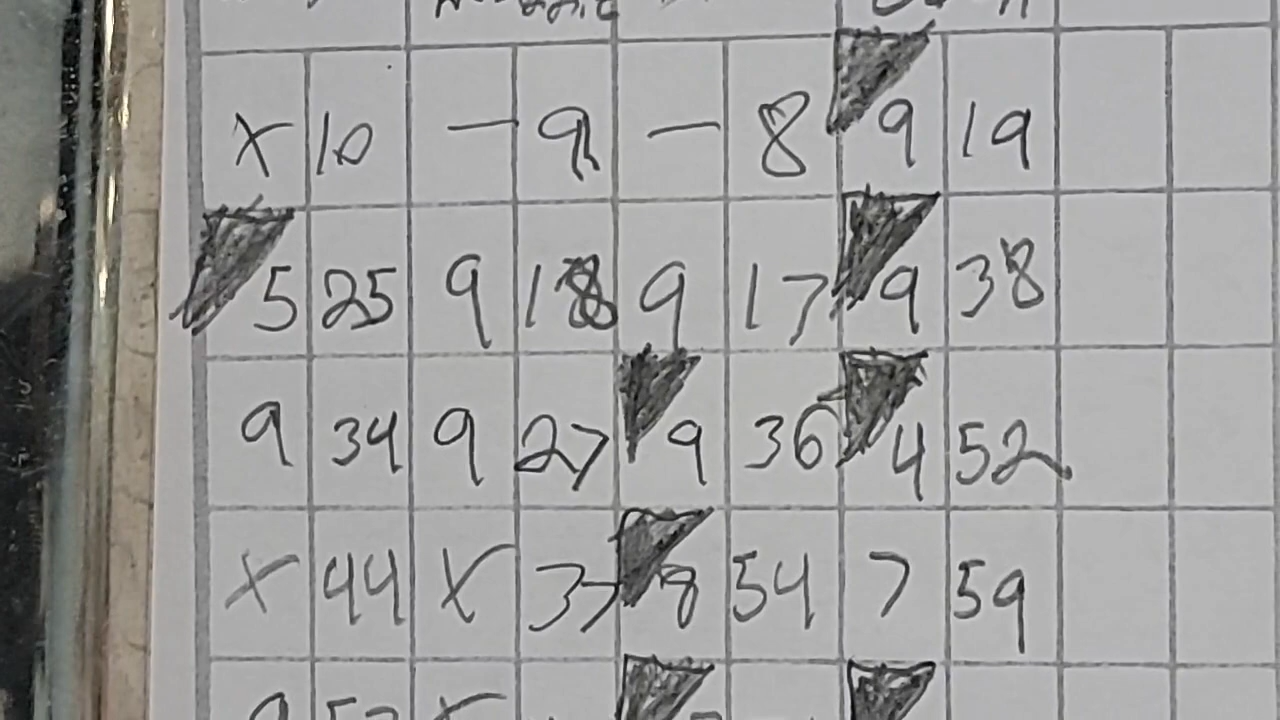 X 10 — 9 — 8 9 19
5 25 9 18 9 17 9 38
9 34 9 27 9 36 4 52
X 44 X 37 8 54 7 59